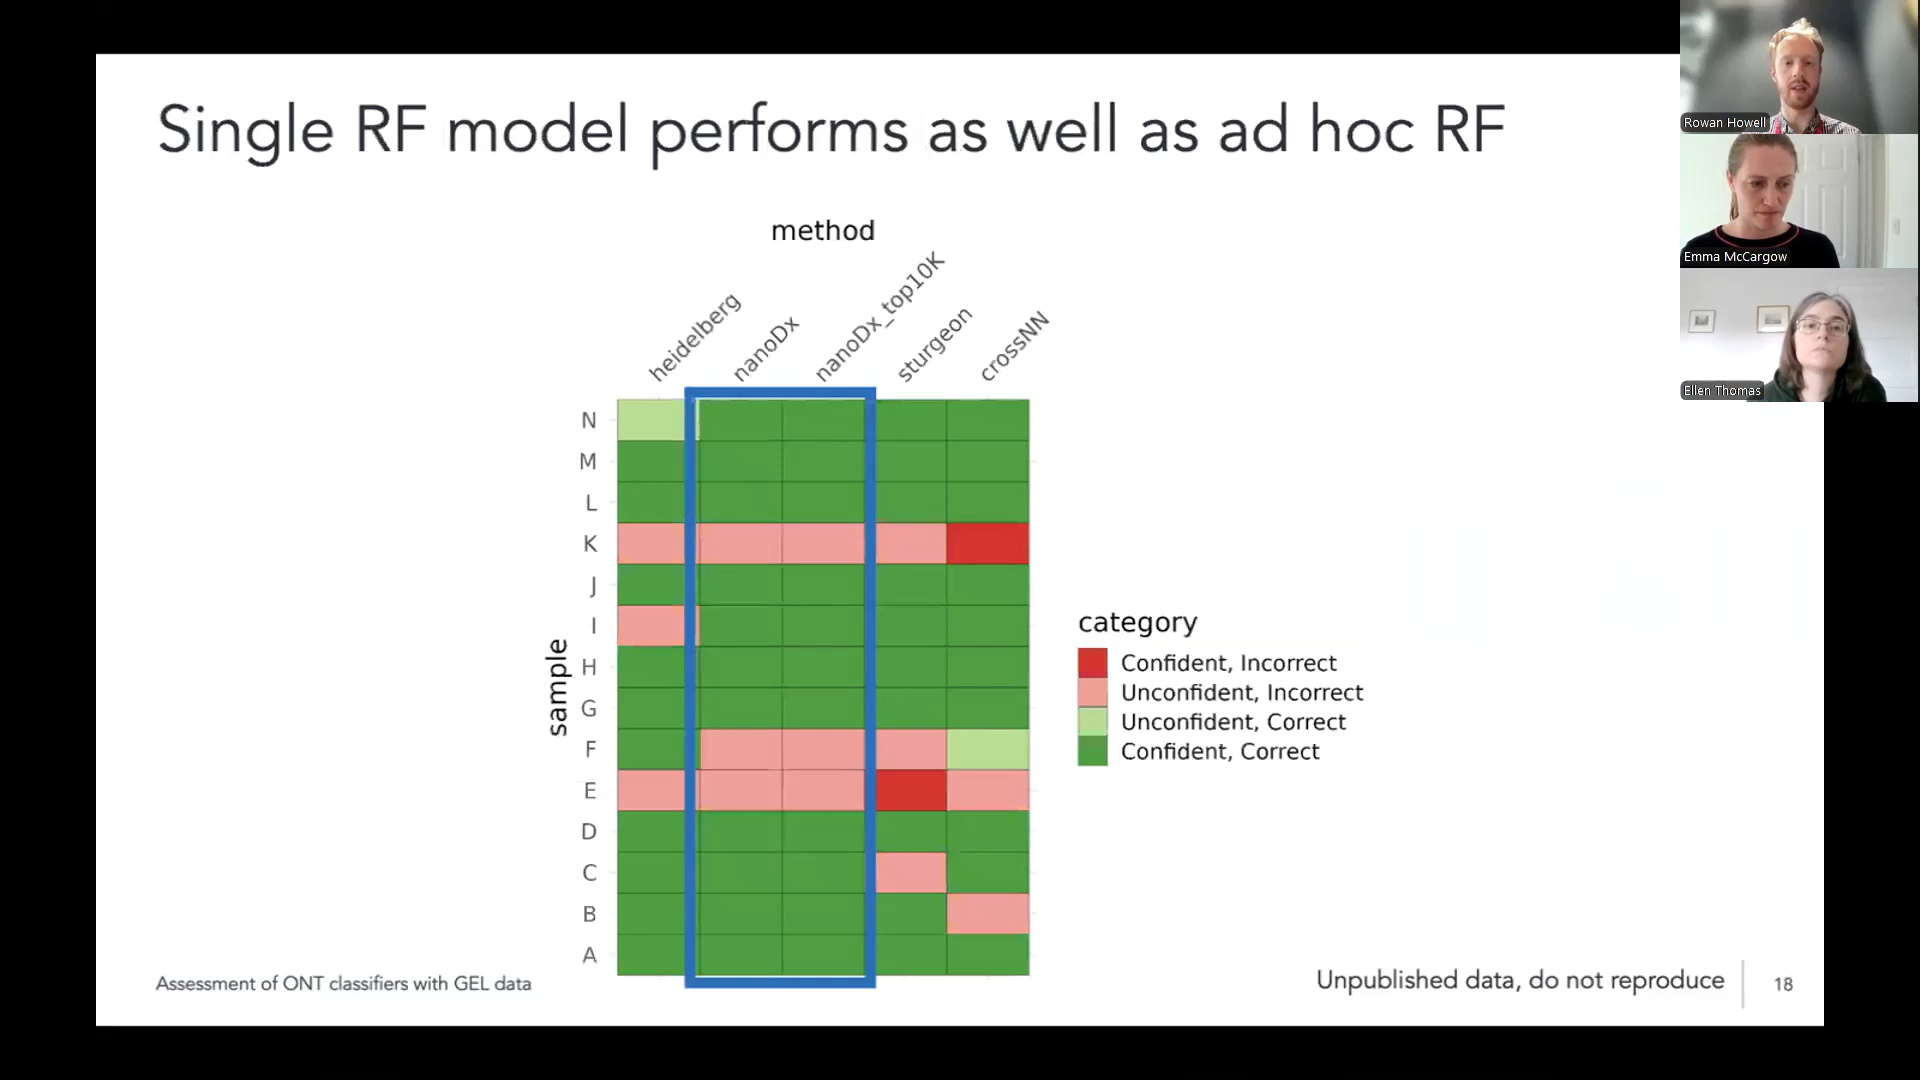 Single RF model performs as well as ad hoc RF
Rowan Howell
Emma McCargow
Ellen Thomas
method
heidelberg
nanoDx
nanoDx_top10K
sturgeon
crossNN
sample
N
M
L
K
J
I
H
G
F
E
D
C
B
A
category
Confident, Incorrect
Unconfident, Incorrect
Unconfident, Correct
Confident, Correct
Assessment of ONT classifiers with GEL data
Unpublished data, do not reproduce
18